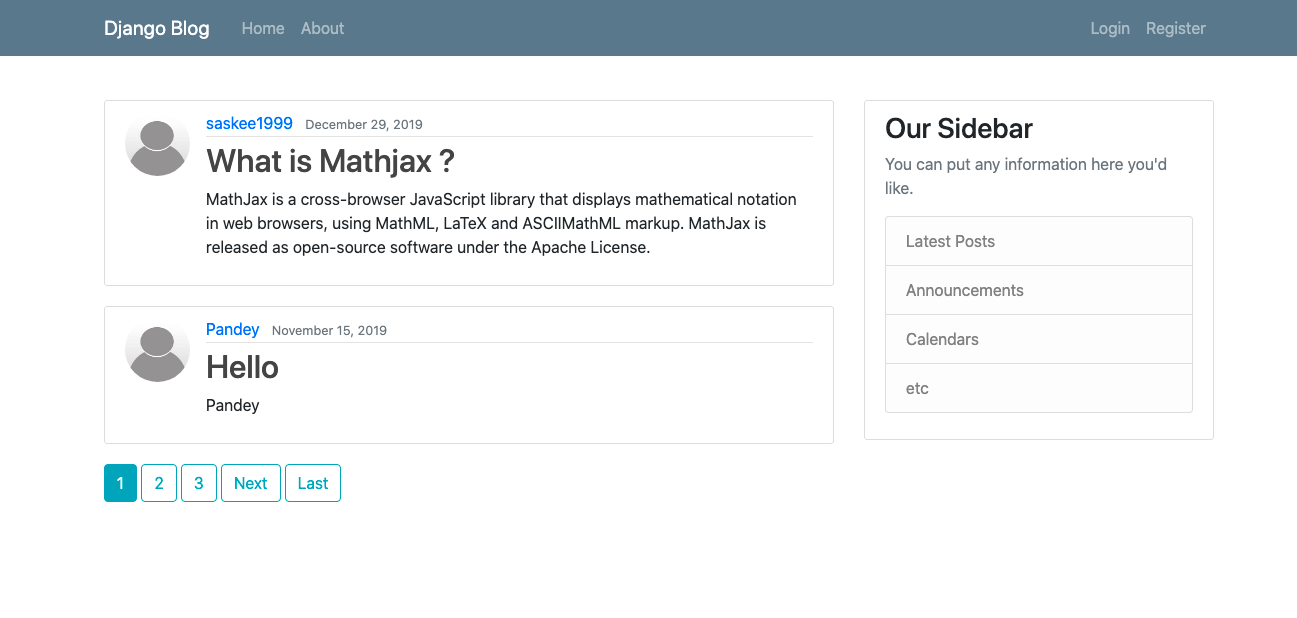 Django Blog Home About Login Register
saskee1999 December 29, 2019
What is Mathjax ?
MathJax is a cross-browser JavaScript library that displays mathematical notation
in web browsers, using MathML, LaTeX and ASCIIMathML markup. MathJax is
released as open-source software under the Apache License.
Pandey November 15, 2019
Hello
Pandey
1 2 3 Next Last
Our Sidebar
You can put any information here you'd
like.
Latest Posts
Announcements
Calendars
etc